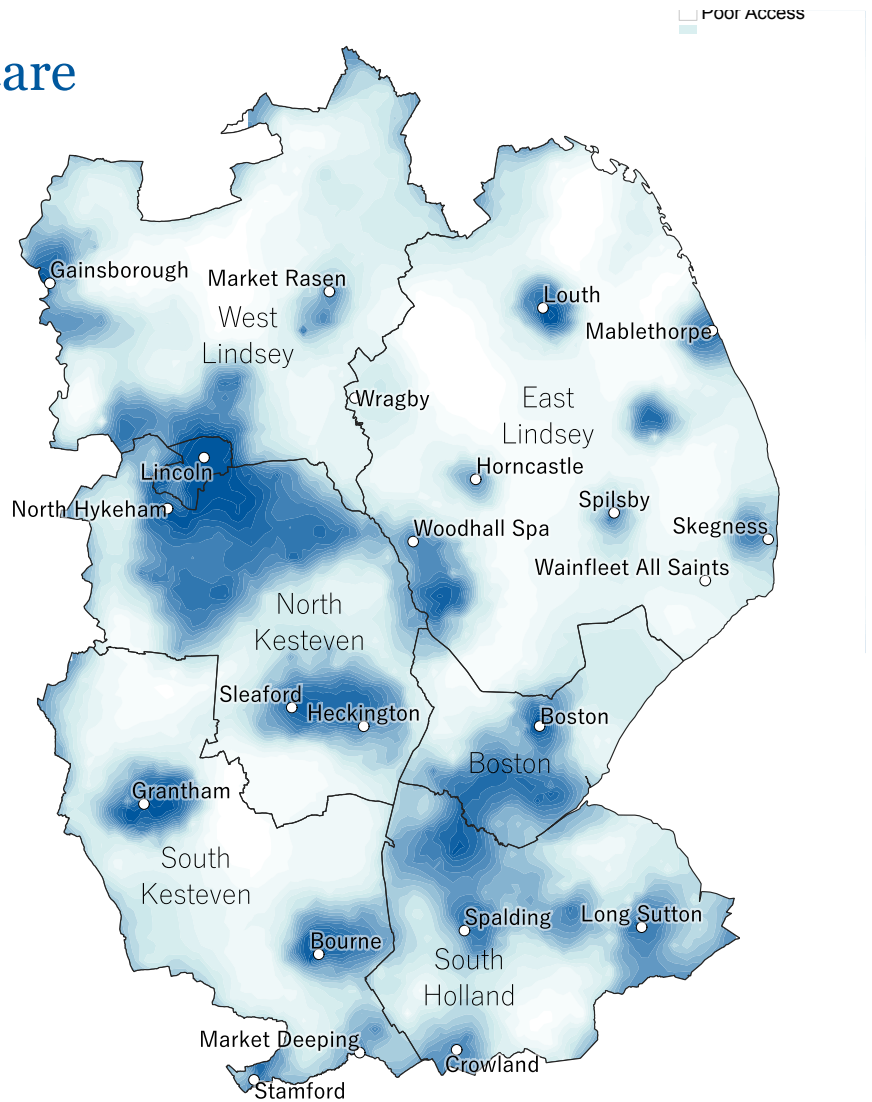 Poor Access
are
Gainsborough
Market Rasen
West
Lindsey
Louth
Mablethorpe
Wragby
East
Lindsey
Lincoln
Horncastle
North Hykeham
Spilsby
Woodhall Spa
Skegness
Wainfleet All Saints
North
Kesteven
Sleaford
Heckington
Boston
Boston
Grantham
South
Kesteven
Spalding
Long Sutton
Bourne
South
Holland
Market Deeping
Crowland
Stamford